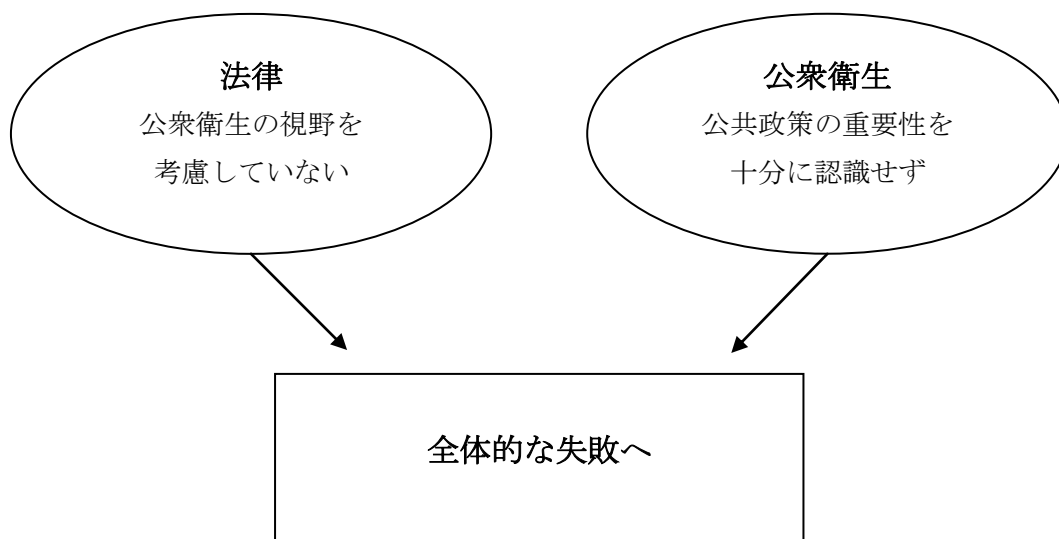 法律
公衆衛生の視野を
考慮していない
公衆衛生
公共政策の重要性を
十分に認識せず
全体的な失敗へ